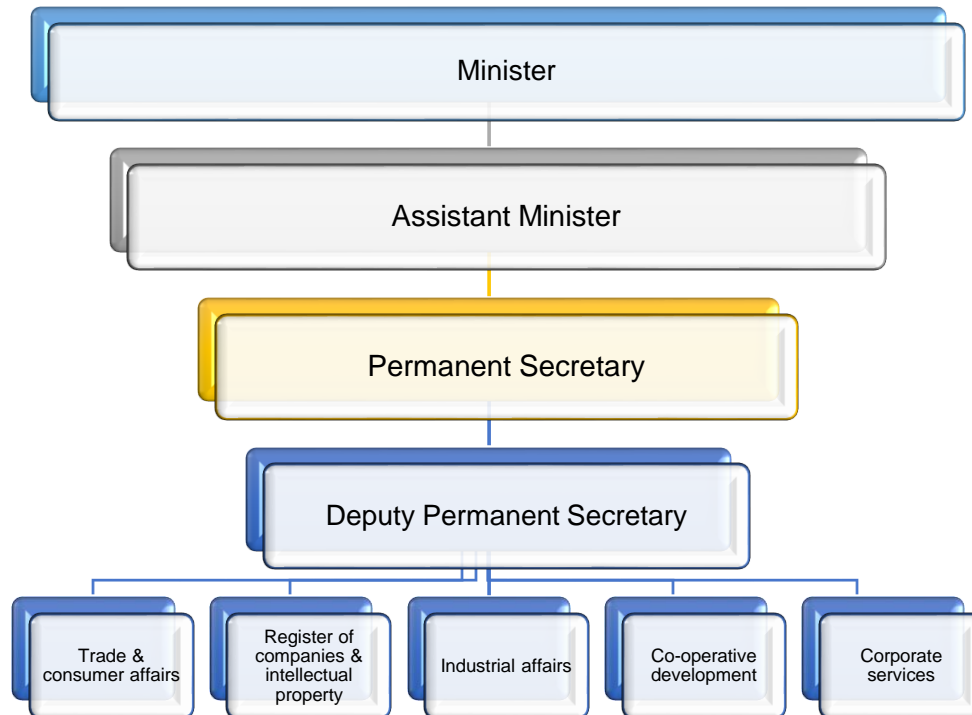 Minister
Assistant Minister
Permanent Secretary
Deputy Permanent Secretary
Trade &
consumer affairs
Register of
companies &
intellectual
property
Industrial affairs
Co-operative
development
Corporate
services